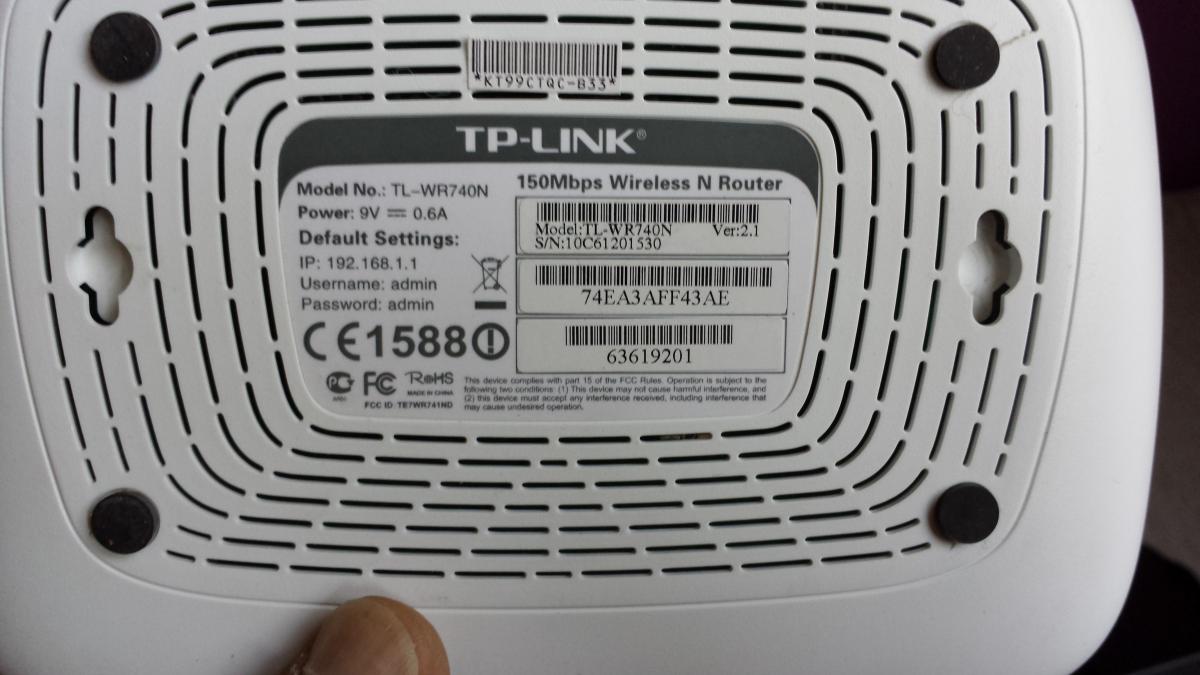 *KT99CTQC-B33*
TP-LINK®
Model No.: TL-WR740N
Power: 9V ⎓ 0.6A
Default Settings:
IP: 192.168.1.1
Username: admin
Password: admin
CE1588
FC RoHS
MADE IN CHINA
FCC ID: TE7WR741ND
150Mbps Wireless N Router
Model:TL-WR740N Ver:2.1
S/N:10C61201530
74EA3AFF43AE
63619201
This device complies with part 15 of the FCC Rules. Operation is subject to the
following two conditions: (1) This device may not cause harmful interference, and
(2) this device must accept any interference received, including interference that
may cause undesired operation.